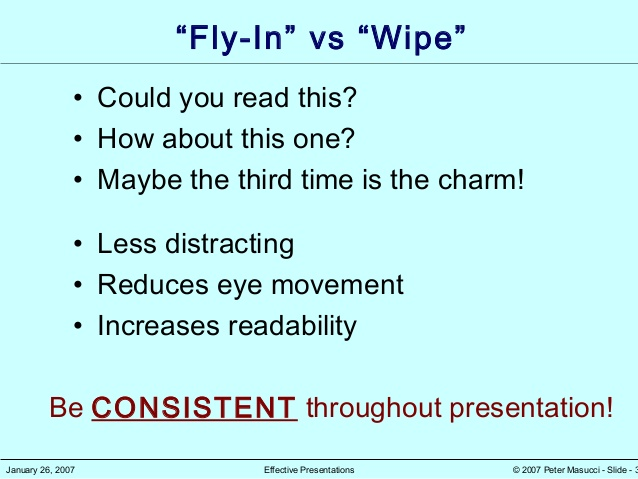 “Fly-In” vs “Wipe”
• Could you read this?
• How about this one?
• Maybe the third time is the charm!
• Less distracting
• Reduces eye movement
• Increases readability
Be CONSISTENT throughout presentation!
January 26, 2007 Effective Presentations © 2007 Peter Masucci - Slide -